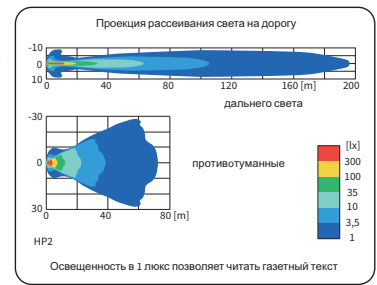 Проекция рассеивания света на дорогу
-10
0
10
0 40 80 120 160 [m] 200
дальнего света
-30
0
30
0 40 80 [m]
противотуманные
[lx]
300
100
35
10
3,5
1
HP2
Освещенность в 1 люкс позволяет читать газетный текст